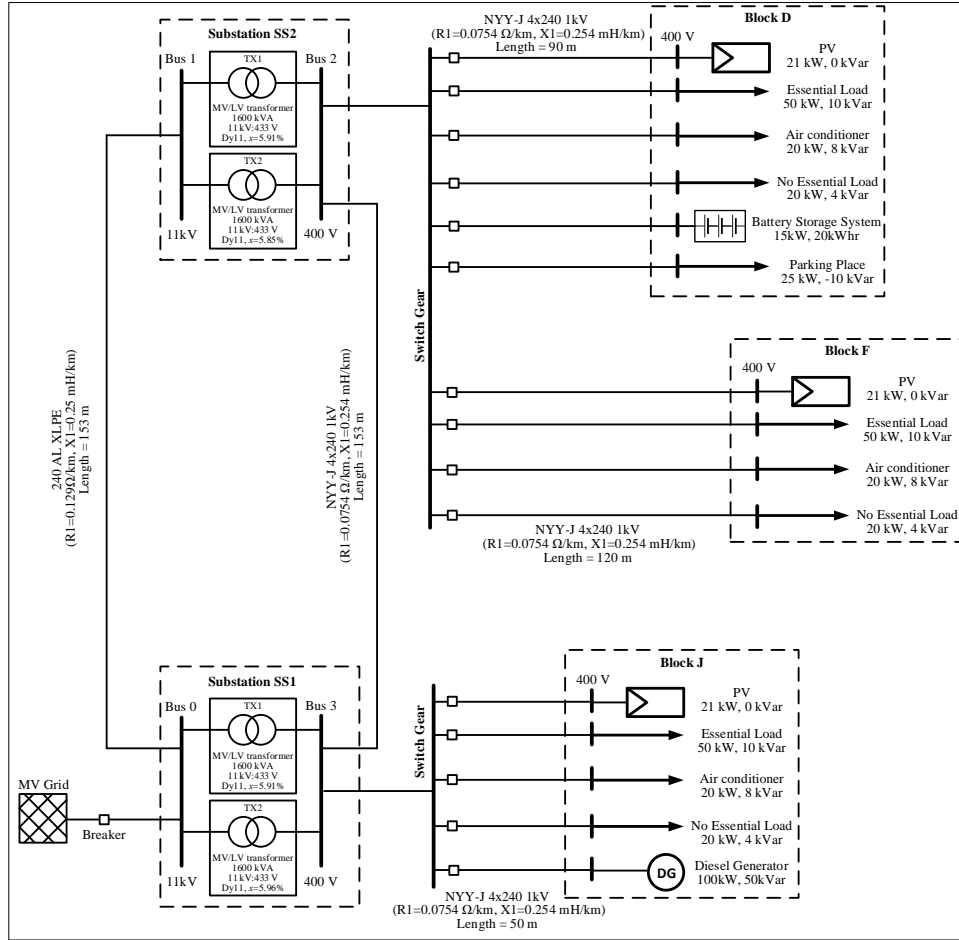 Substation SS2
Bus 1
Bus 2
TX1
MV/LV transformer
1600 kVA
11kV:433 V
Dy11, x=5.91%
TX2
MV/LV transformer
1600 kVA
11kV:433 V
Dy11, x=5.85%
11kV
400 V
NYY-J 4x240 1kV
(R1=0.0754 Ω/km, X1=0.254 mH/km)
Length = 90 m
Switch Gear
Block D
400 V
PV
21 kW, 0 kVar
Essential Load
50 kW, 10 kVar
Air conditioner
20 kW, 8 kVar
No Essential Load
20 kW, 4 kVar
Battery Storage System
15kW, 20kWhr
Parking Place
25 kW, -10 kVar
Block F
400 V
PV
21 kW, 0 kVar
Essential Load
50 kW, 10 kVar
Air conditioner
20 kW, 8 kVar
No Essential Load
20 kW, 4 kVar
NYY-J 4x240 1kV
(R1=0.0754 Ω/km, X1=0.254 mH/km)
Length = 120 m
240 AL XLPE
(R1=0.129Ω/km, X1=0.25 mH/km)
Length = 153 m
NYY-J 4x240 1kV
(R1=0.0754 Ω/km, X1=0.254 mH/km)
Length = 153 m
Substation SS1
Bus 0
Bus 3
TX1
MV/LV transformer
1600 kVA
11kV:433 V
Dy11, x=5.91%
TX2
MV/LV transformer
1600 kVA
11kV:433 V
Dy11, x=5.96%
11kV
400 V
MV Grid
Breaker
Switch Gear
Block J
400 V
PV
21 kW, 0 kVar
Essential Load
50 kW, 10 kVar
Air conditioner
20 kW, 8 kVar
No Essential Load
20 kW, 4 kVar
DG
Diesel Generator
100kW, 50kVar
NYY-J 4x240 1kV
(R1=0.0754 Ω/km, X1=0.254 mH/km)
Length = 50 m